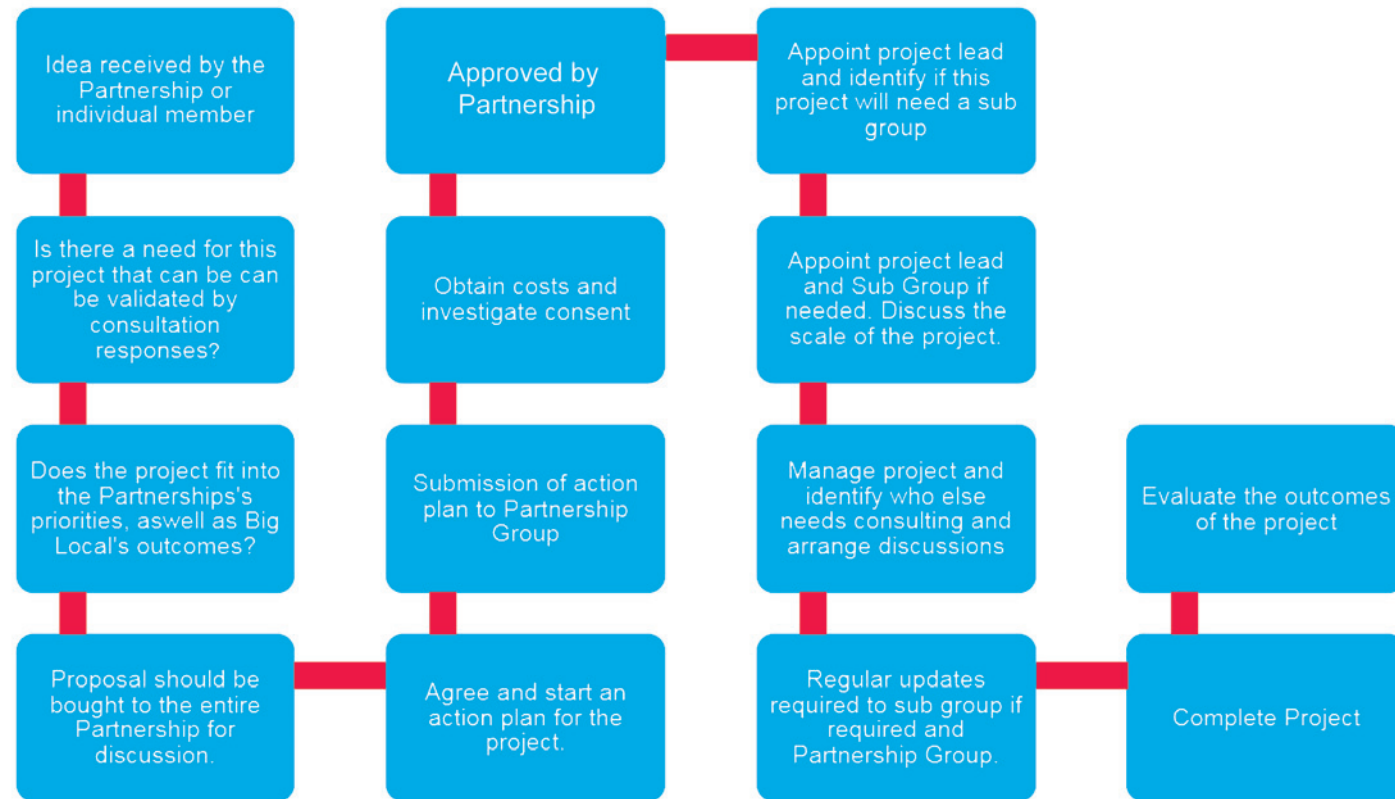 Idea received by the
Partnership or
individual member
Is there a need for this
project that can be can
be validated by
consultation
responses?
Does the project fit into
the Partnerships's
priorities, aswell as Big
Local's outcomes?
Proposal should be
bought to the entire
Partnership for
discussion.
Agree and start an
action plan for the
project.
Submission of action
plan to Partnership
Group
Obtain costs and
investigate consent
Approved by
Partnership
Appoint project lead
and identify if this
project will need a sub
group
Appoint project lead
and Sub Group if
needed. Discuss the
scale of the project.
Manage project and
identify who else
needs consulting and
arrange discussions
Regular updates
required to sub group if
required and
Partnership Group.
Complete Project
Evaluate the outcomes
of the project